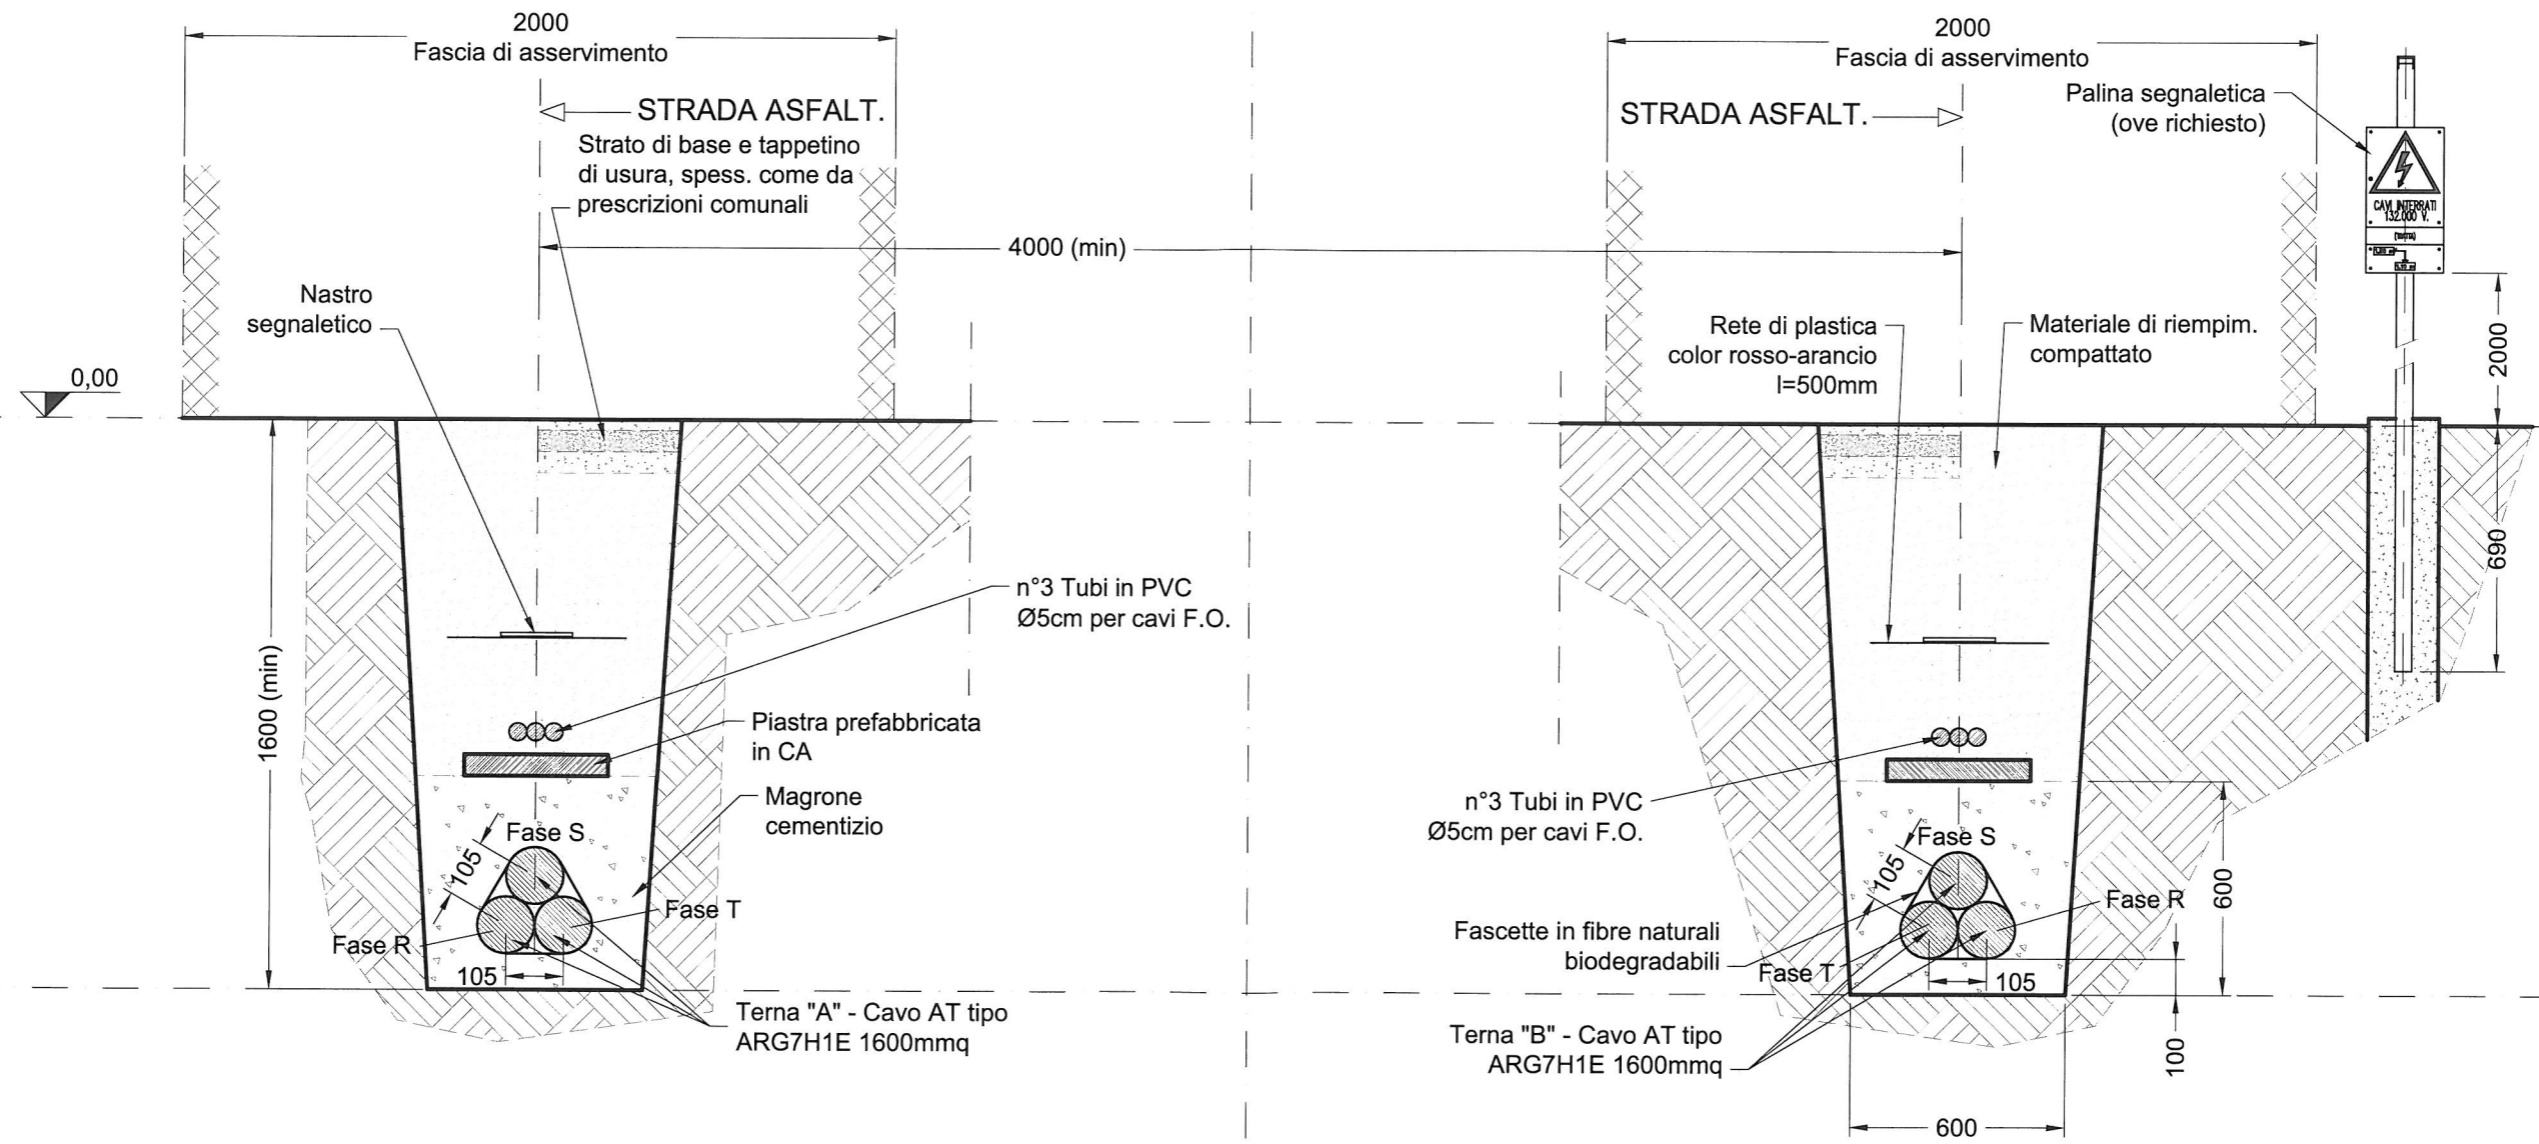 2000
Fascia di asservimento
STRADA ASFALT.
Strato di base e tappetino
di usura, spess. come da
prescrizioni comunali
4000 (min)
Nastro
segnaletico
0,00
1600 (min)
n°3 Tubi in PVC
Ø5cm per cavi F.O.
Piastra prefabbricata
in CA
Magrone
cementizio
Fase S
105
Fase T
Fase R
105
Terna "A" - Cavo AT tipo
ARG7H1E 1600mmq
2000
Fascia di asservimento
STRADA ASFALT.
Palina segnaletica
(ove richiesto)
CAVI INTERRATI
132.000 V.
Rete di plastica
color rosso-arancio
l=500mm
Materiale di riempim.
compattato
2000
690
n°3 Tubi in PVC
Ø5cm per cavi F.O.
Fase S
105
Fase R
600
Fascette in fibre naturali
biodegradabili
Fase T
105
Terna "B" - Cavo AT tipo
ARG7H1E 1600mmq
100
600